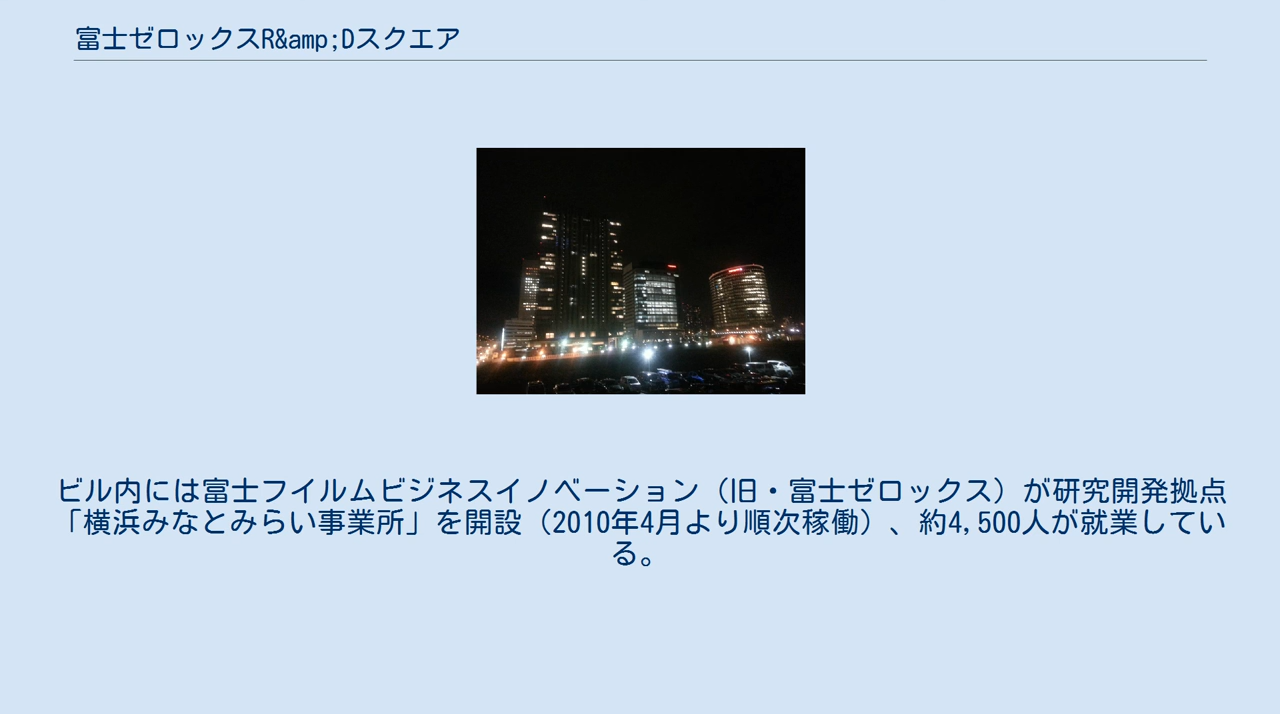 富士ゼロックスR&amp;Dスクエア
ビル内には富士フイルムビジネスイノベーション（旧・富士ゼロックス）が研究開発拠点
「横浜みなとみらい事業所」を開設（2010年4月より順次稼働）、約4,500人が就業してい
る。